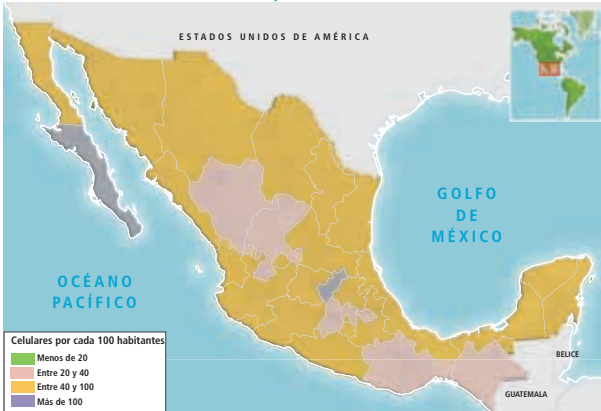 ESTADOS UNIDOS DE AMÉRICA
GOLFO
DE
MÉXICO
OCÉANO
PACÍFICO
Celulares por cada 100 habitantes
Menos de 20
Entre 20 y 40
Entre 40 y 100
Más de 100
BELICE
GUATEMALA